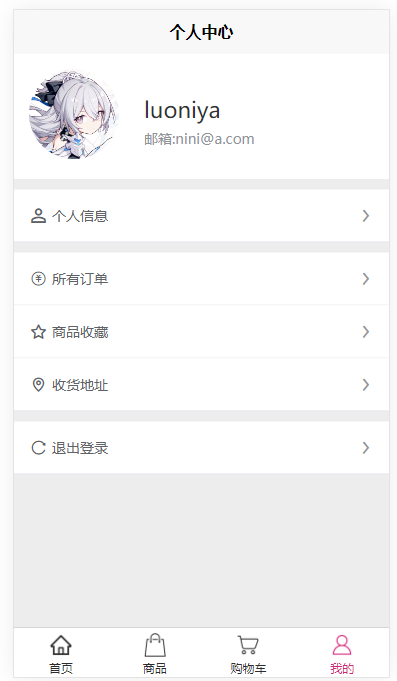 个人中心
luoniya
邮箱:nini@a.com
个人信息
所有订单
商品收藏
收货地址
退出登录
首页 商品 购物车 我的